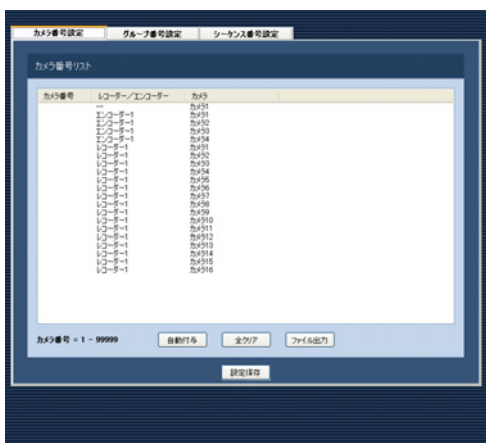 カメラ番号設定 グループ番号設定 シーケンス番号設定
カメラ番号リスト
カメラ番号 レコーダー／エンコーダー カメラ
-- カメラ1
エンコーダー1 カメラ1
エンコーダー1 カメラ2
エンコーダー1 カメラ3
エンコーダー1 カメラ4
レコーダー1 カメラ1
レコーダー1 カメラ2
レコーダー1 カメラ3
レコーダー1 カメラ4
レコーダー1 カメラ5
レコーダー1 カメラ6
レコーダー1 カメラ7
レコーダー1 カメラ8
レコーダー1 カメラ9
レコーダー1 カメラ10
レコーダー1 カメラ11
レコーダー1 カメラ12
レコーダー1 カメラ13
レコーダー1 カメラ14
レコーダー1 カメラ15
レコーダー1 カメラ16
カメラ番号 = 1 - 99999 自動付与 全クリア ファイル出力
設定保存